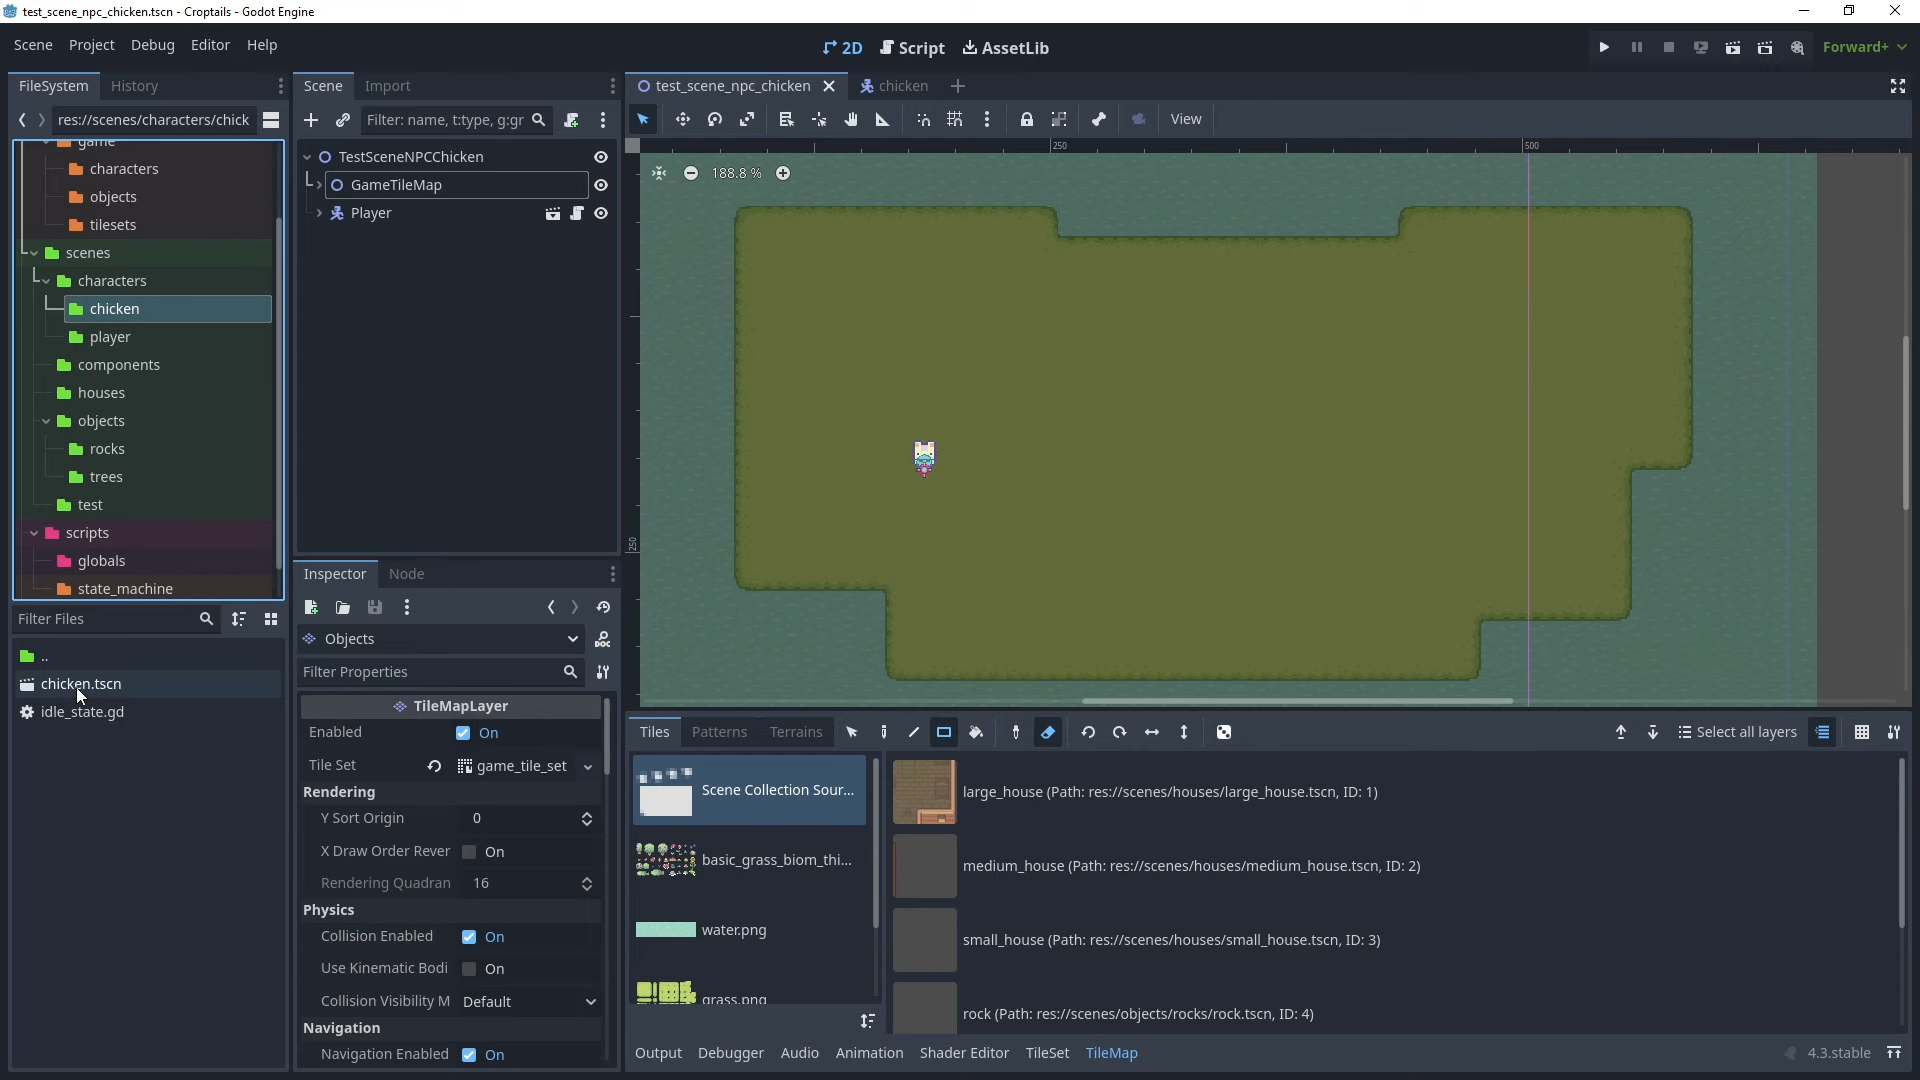 test_scene_npc_chicken.tscn - Croptails - Godot Engine
Scene Project Debug Editor Help
2D Script AssetLib
Forward+
FileSystem History
res://scenes/characters/chick
game
characters
objects
tilesets
scenes
characters
chicken
player
components
houses
objects
rocks
trees
test
scripts
globals
state_machine
Filter Files
..
chicken.tscn
idle_state.gd
Scene Import
Filter: name, t:type, g:gr
TestSceneNPCChicken
GameTileMap
Player
Inspector Node
Objects
DOC
Filter Properties
TileMapLayer
Enabled On
Tile Set game_tile_set
Rendering
Y Sort Origin 0
X Draw Order Rever On
Rendering Quadran 16
Physics
Collision Enabled On
Use Kinematic Bodi On
Collision Visibility M Default
Navigation
Navigation Enabled On
test_scene_npc_chicken chicken
View
250 500
250
188.8 %
Tiles Patterns Terrains
Select all layers
Scene Collection Sour...
basic_grass_biom_thi...
water.png
grass.png
large_house (Path: res://scenes/houses/large_house.tscn, ID: 1)
medium_house (Path: res://scenes/houses/medium_house.tscn, ID: 2)
small_house (Path: res://scenes/houses/small_house.tscn, ID: 3)
rock (Path: res://scenes/objects/rocks/rock.tscn, ID: 4)
Output Debugger Audio Animation Shader Editor TileSet TileMap
4.3.stable